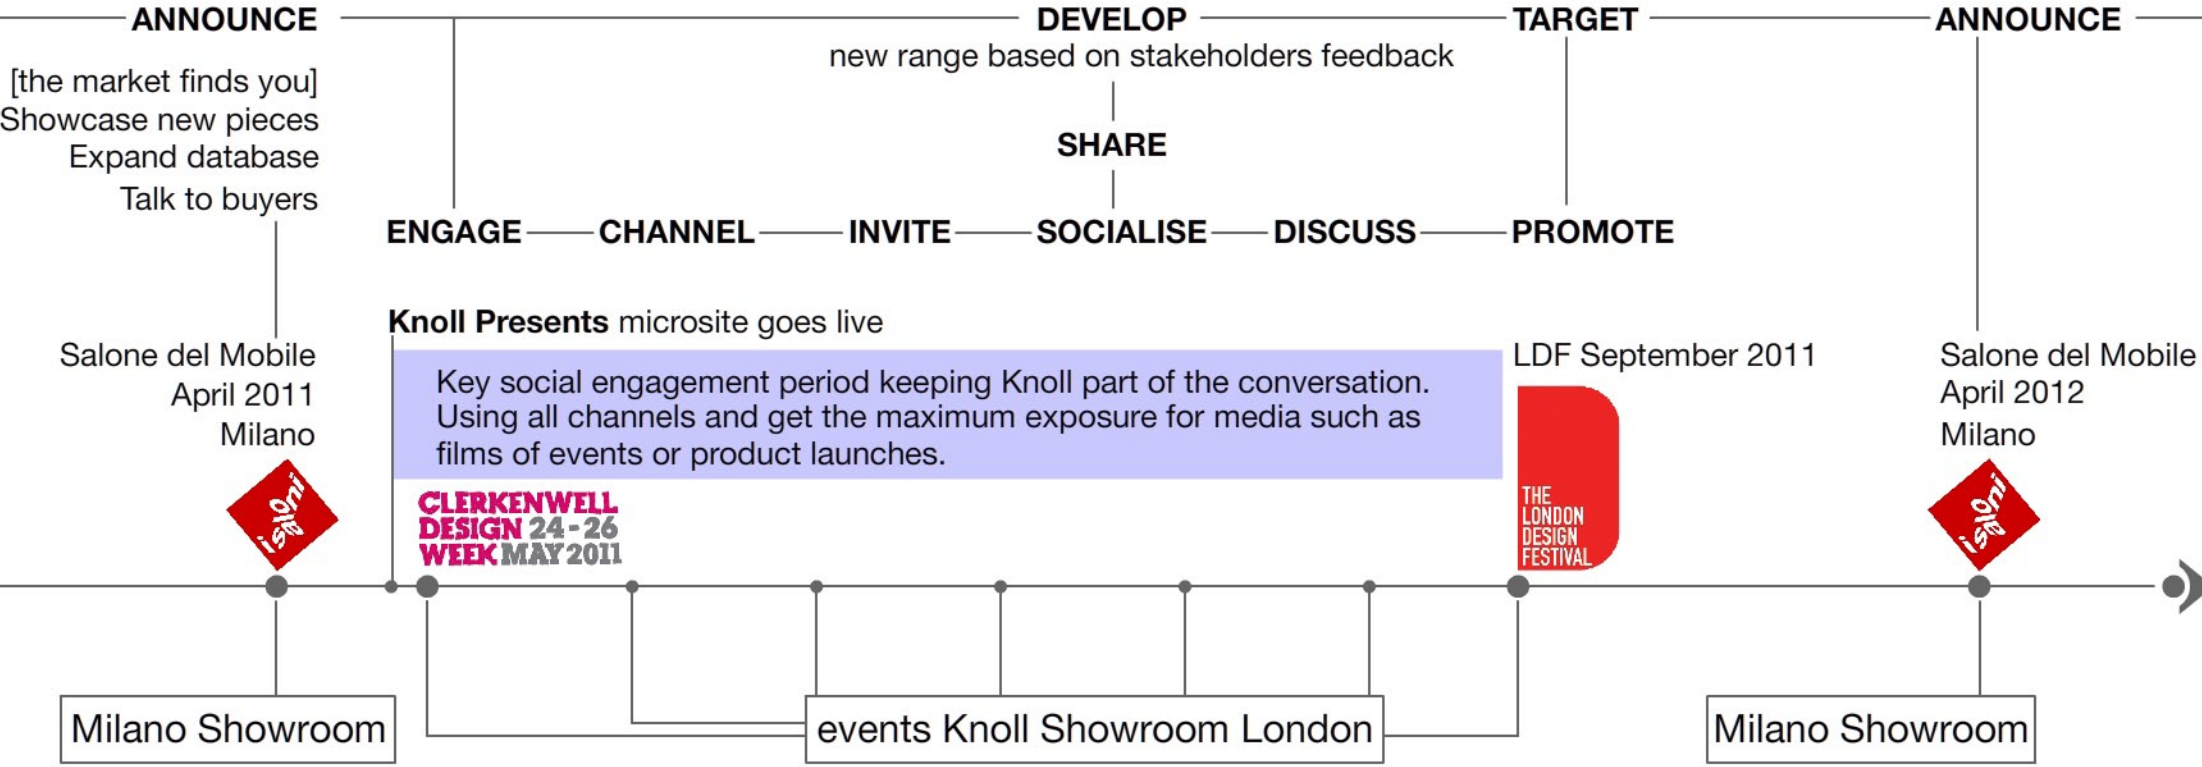 ANNOUNCE
DEVELOP
TARGET
ANNOUNCE
new range based on stakeholders feedback
[the market finds you]
Showcase new pieces
Expand database
Talk to buyers
SHARE
ENGAGE
CHANNEL
INVITE
SOCIALISE
DISCUSS
PROMOTE
Knoll Presents microsite goes live
Salone del Mobile
April 2011
Milano
Key social engagement period keeping Knoll part of the conversation.
Using all channels and get the maximum exposure for media such as
films of events or product launches.
LDF September 2011
Salone del Mobile
April 2012
Milano
isaloni
CLERKENWELL
DESIGN 24-26
WEEK MAY 2011
THE
LONDON
DESIGN
FESTIVAL
isaloni
Milano Showroom
events Knoll Showroom London
Milano Showroom